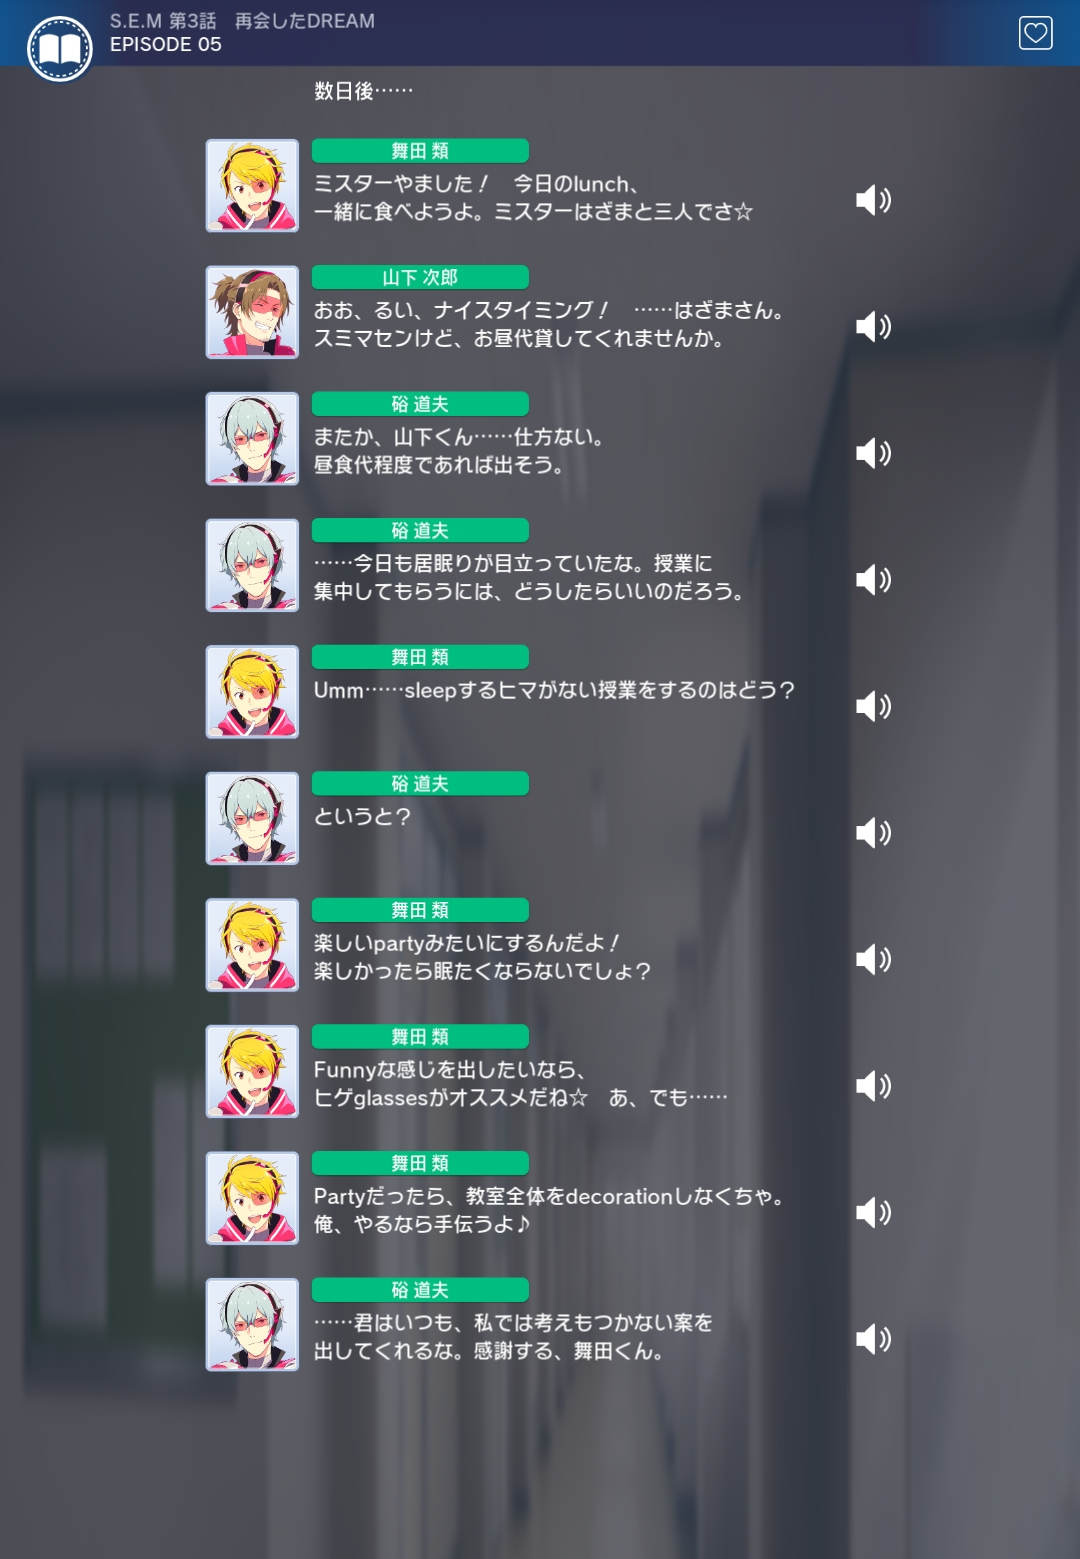 S.E.M 第3話　再会したDREAM
EPISODE 05
数日後……
舞田 類
ミスターやました！　今日のlunch、
一緒に食べようよ。ミスターはざまと三人でさ☆
山下 次郎
おお、るい、ナイスタイミング！　……はざまさん。
スミマセンけど、お昼代貸してくれませんか。
硲 道夫
またか、山下くん……仕方ない。
昼食代程度であれば出そう。
硲 道夫
……今日も居眠りが目立っていたな。授業に
集中してもらうには、どうしたらいいのだろう。
舞田 類
Umm……sleepするヒマがない授業をするのはどう？
硲 道夫
というと？
舞田 類
楽しいpartyみたいにするんだよ！
楽しかったら眠たくならないでしょ？
舞田 類
Funnyな感じを出したいなら、
ヒゲglassesがオススメだね☆　あ、でも……
舞田 類
Partyだったら、教室全体をdecorationしなくちゃ。
俺、やるなら手伝うよ♪
硲 道夫
……君はいつも、私では考えもつかない案を
出してくれるな。感謝する、舞田くん。